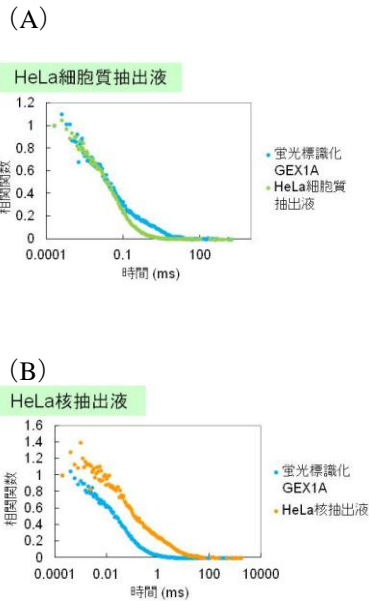 (A)
HeLa細胞質抽出液
1.2
1
0.8
0.6
0.4
0.2
0
相関関数
0.0001 0.1 100
時間 (ms)
蛍光標識化
GEX1A
HeLa細胞質
抽出液
(B)
HeLa核抽出液
1.6
1.4
1.2
1
0.8
0.6
0.4
0.2
0
相関関数
0.0001 0.01 1 100 10000
時間 (ms)
蛍光標識化
GEX1A
HeLa核抽出液